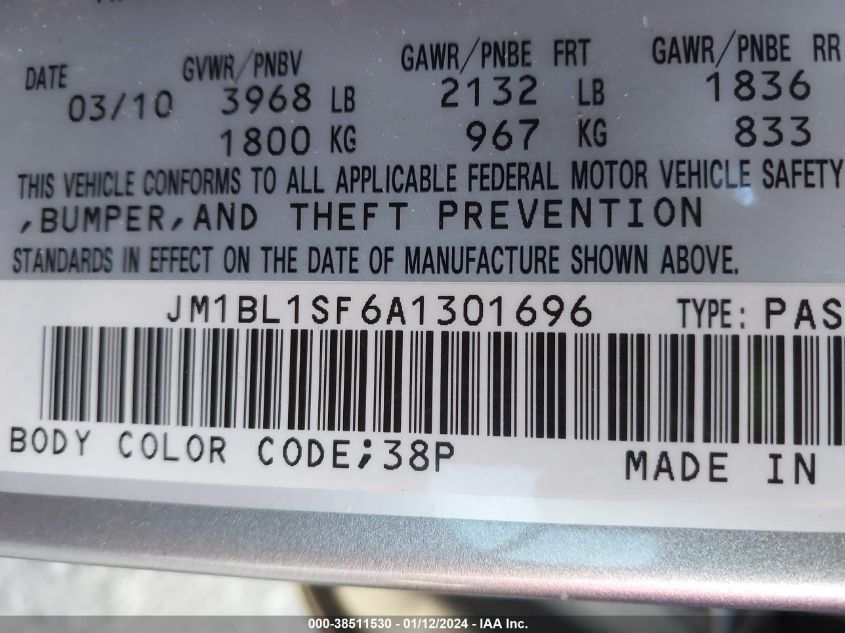 DATE GVWR/PNBV GAWR/PNBE FRT GAWR/PNBE RR
03/10 3968 LB 2132 LB 1836
1800 KG 967 KG 833
THIS VEHICLE CONFORMS TO ALL APPLICABLE FEDERAL MOTOR VEHICLE SAFETY
,BUMPER,AND THEFT PREVENTION
STANDARDS IN EFFECT ON THE DATE OF MANUFACTURE SHOWN ABOVE.
JM1BL1SF6A1301696 TYPE: PAS
BODY COLOR CODE;38P MADE IN
000-38511530 - 01/12/2024 - IAA Inc.